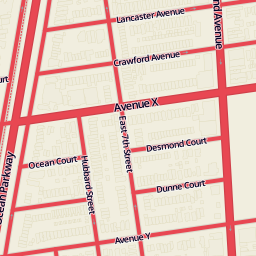 Lancaster Avenue
Crawford Avenue
Avenue
Avenue X
East 7th Street
Desmond Court
Ocean Court
Hubbard Street
Dunne Court
Ocean Parkway
Avenue Y